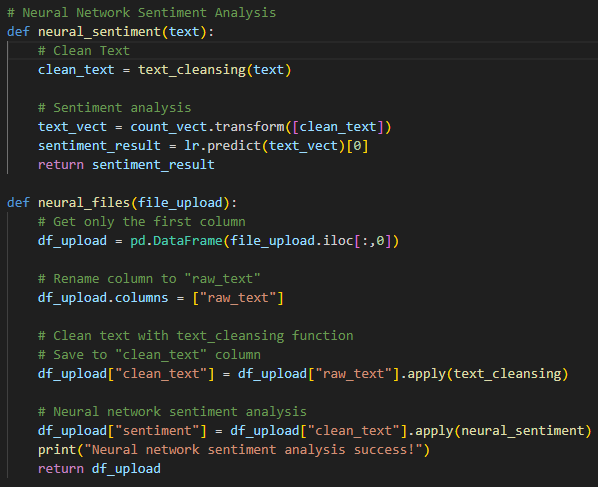 # Neural Network Sentiment Analysis
def neural_sentiment(text):
    # Clean Text
    clean_text = text_cleansing(text)

    # Sentiment analysis
    text_vect = count_vect.transform([clean_text])
    sentiment_result = lr.predict(text_vect)[0]
    return sentiment_result

def neural_files(file_upload):
    # Get only the first column
    df_upload = pd.DataFrame(file_upload.iloc[:,0])

    # Rename column to "raw_text"
    df_upload.columns = ["raw_text"]

    # Clean text with text_cleansing function
    # Save to "clean_text" column
    df_upload["clean_text"] = df_upload["raw_text"].apply(text_cleansing)

    # Neural network sentiment analysis
    df_upload["sentiment"] = df_upload["clean_text"].apply(neural_sentiment)
    print("Neural network sentiment analysis success!")
    return df_upload